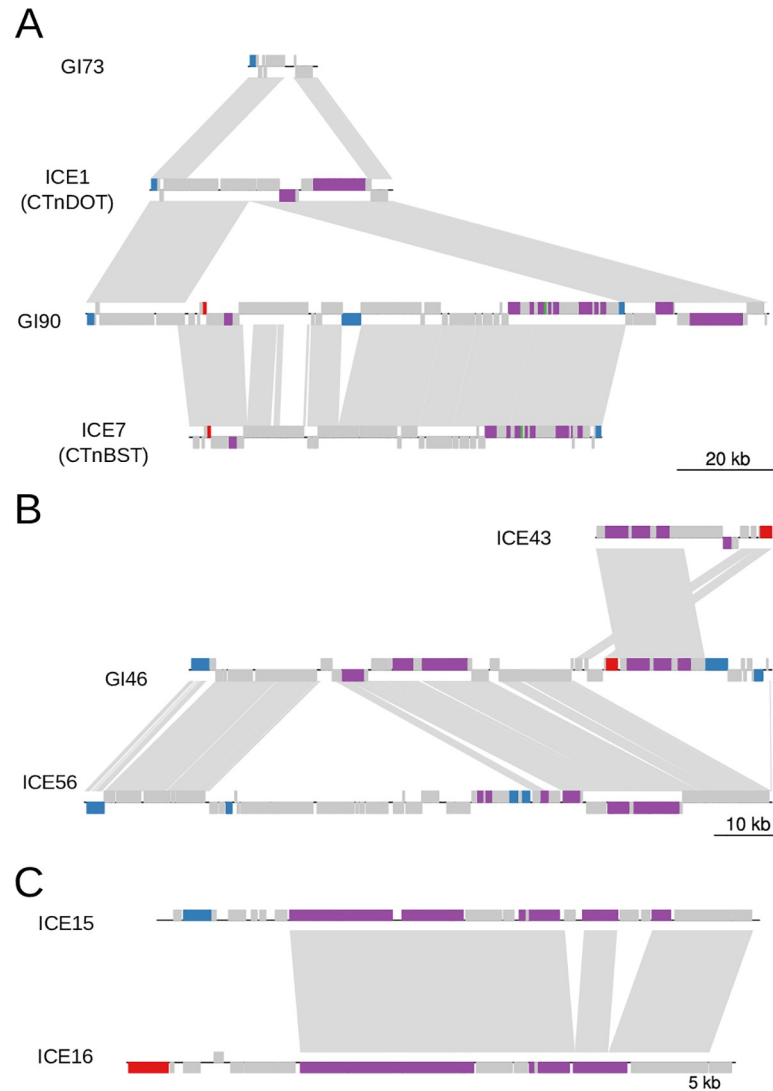 A
GI73
ICE1
(CTnDOT)
GI90
ICE7
(CTnBST)
20 kb
B
ICE43
GI46
ICE56
10 kb
C
ICE15
ICE16
5 kb